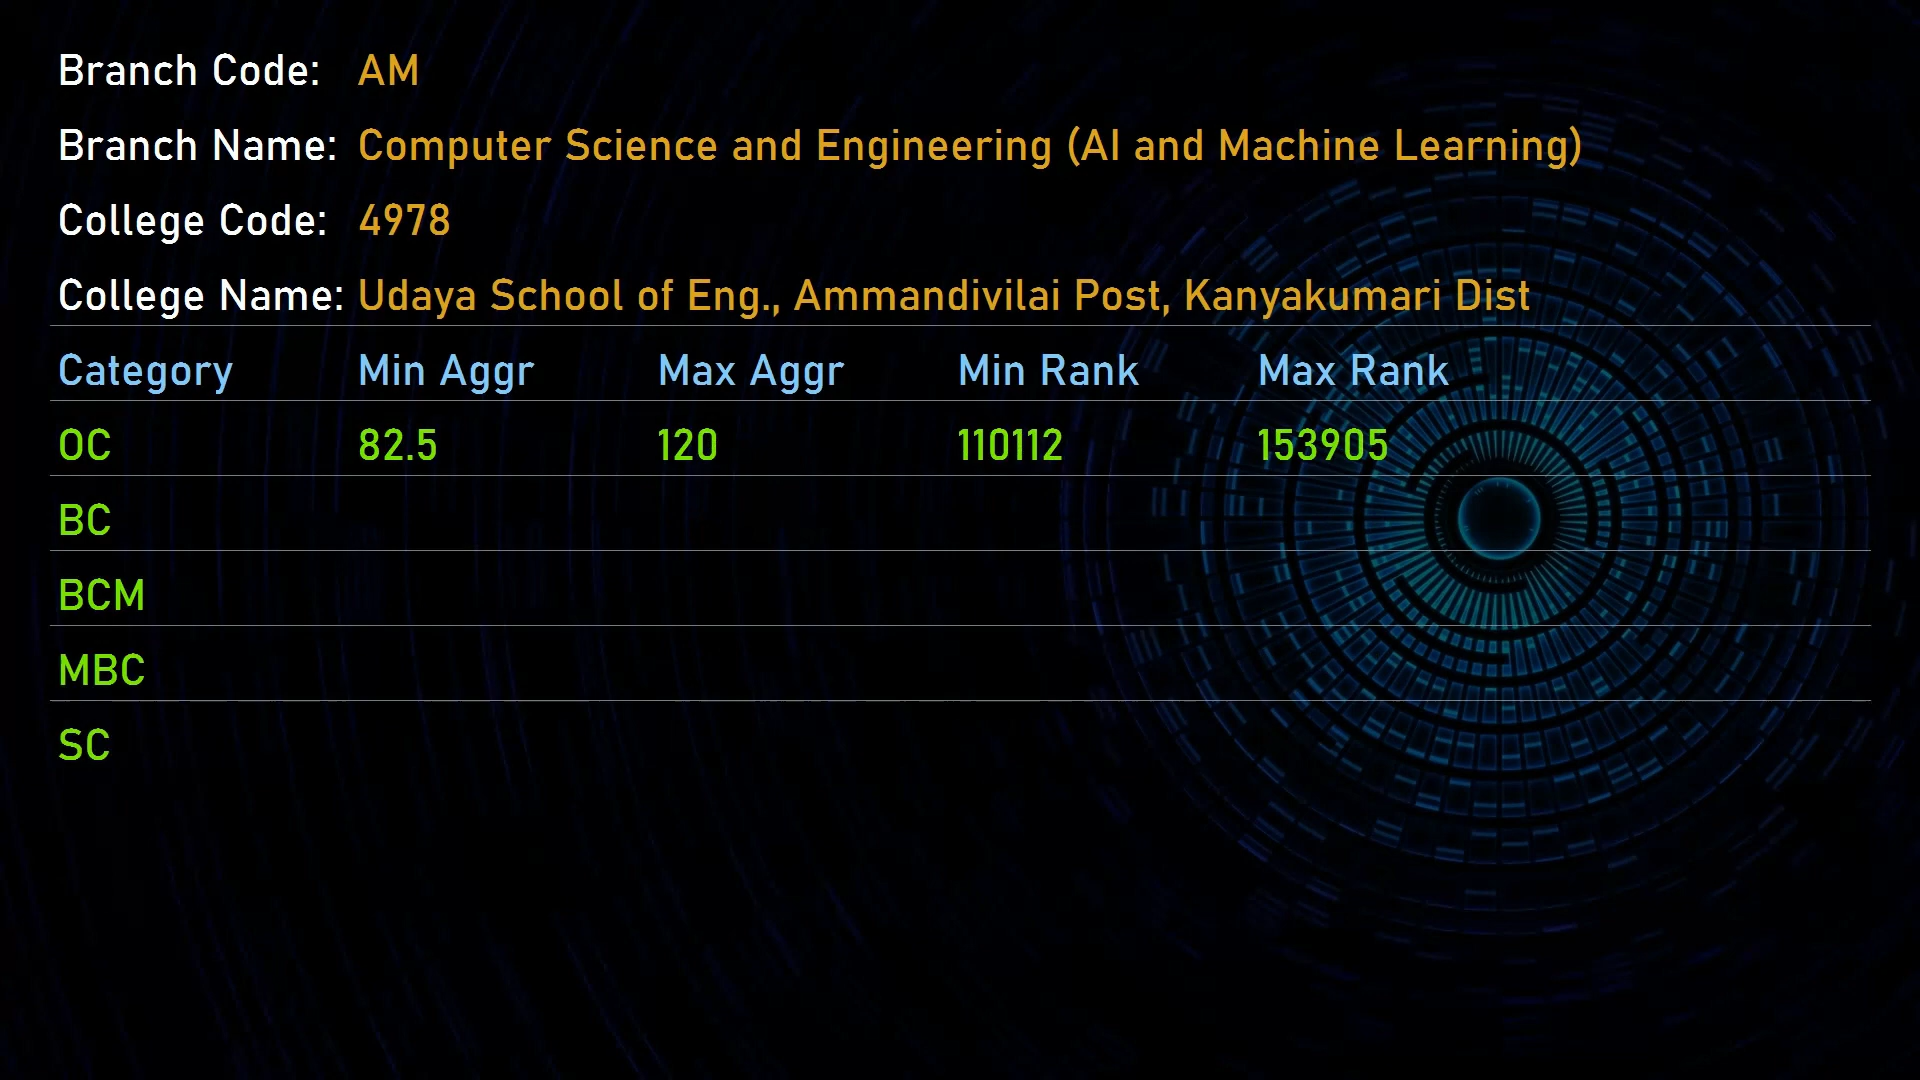 Branch Code: AM
Branch Name: Computer Science and Engineering (AI and Machine Learning)
College Code: 4978
College Name: Udaya School of Eng., Ammandivilai Post, Kanyakumari Dist
Category Min Aggr Max Aggr Min Rank Max Rank
OC 82.5 120 110112 153905
BC
BCM
MBC
SC